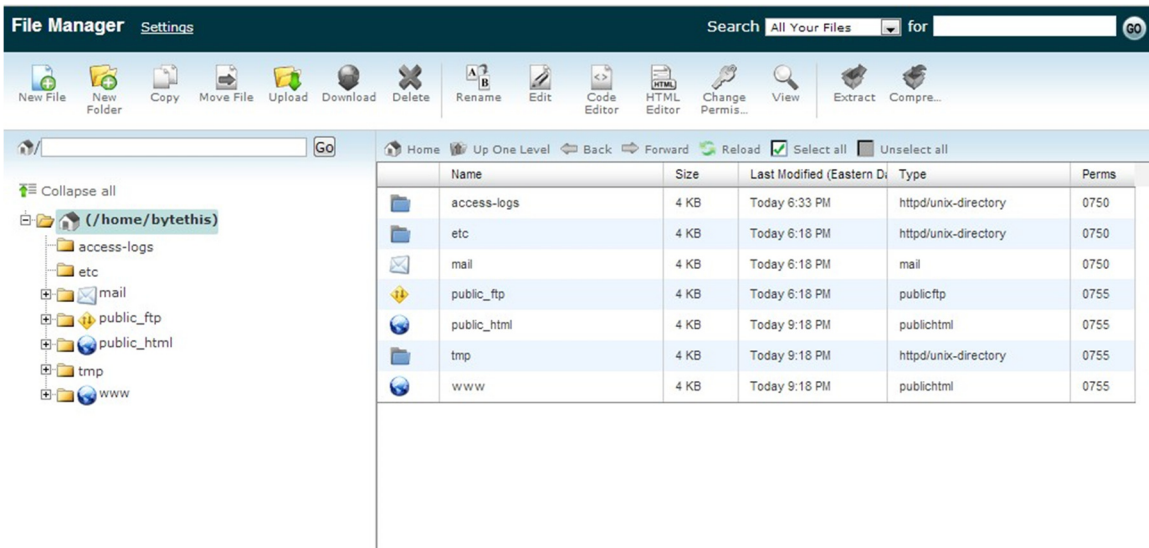 File Manager Settings Search All Your Files for GO
New File New Folder Copy Move File Upload Download Delete Rename Edit Code Editor HTML Editor Change Permis... View Extract Compre...
/ Go Home Up One Level Back Forward Reload Select all Unselect all
Name Size Last Modified (Eastern Da Type Perms
Collapse all
(/home/bytethis)
access-logs
etc
mail
public_ftp
public_html
tmp
www
access-logs 4 KB Today 6:33 PM httpd/unix-directory 0750
etc 4 KB Today 6:18 PM httpd/unix-directory 0750
mail 4 KB Today 6:18 PM mail 0750
public_ftp 4 KB Today 6:18 PM publicftp 0755
public_html 4 KB Today 9:18 PM publichtml 0755
tmp 4 KB Today 9:18 PM httpd/unix-directory 0755
www 4 KB Today 9:18 PM publichtml 0755